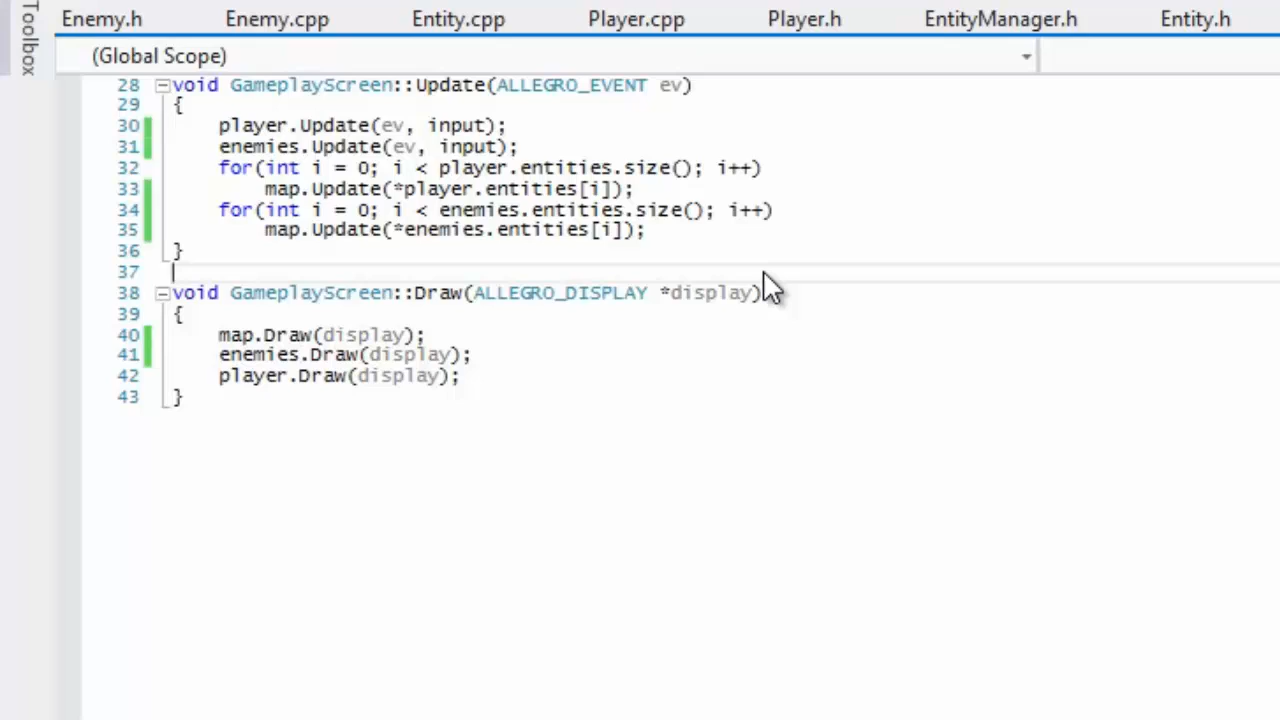 Toolbox
Enemy.h Enemy.cpp Entity.cpp Player.cpp Player.h EntityManager.h Entity.h
(Global Scope)
28 void GameplayScreen::Update(ALLEGRO_EVENT ev)
29 {
30 player.Update(ev, input);
31 enemies.Update(ev, input);
32 for(int i = 0; i < player.entities.size(); i++)
33 map.Update(*player.entities[i]);
34 for(int i = 0; i < enemies.entities.size(); i++)
35 map.Update(*enemies.entities[i]);
36 }
37
38 void GameplayScreen::Draw(ALLEGRO_DISPLAY *display)
39 {
40 map.Draw(display);
41 enemies.Draw(display);
42 player.Draw(display);
43 }